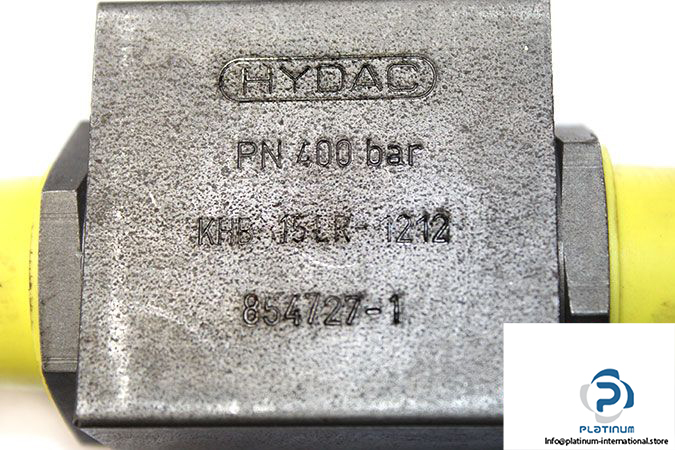 HYDAC
PN 400 bar
KHB-15LR-1212
854727-1
PLATINUM
Info@platinum-international.store